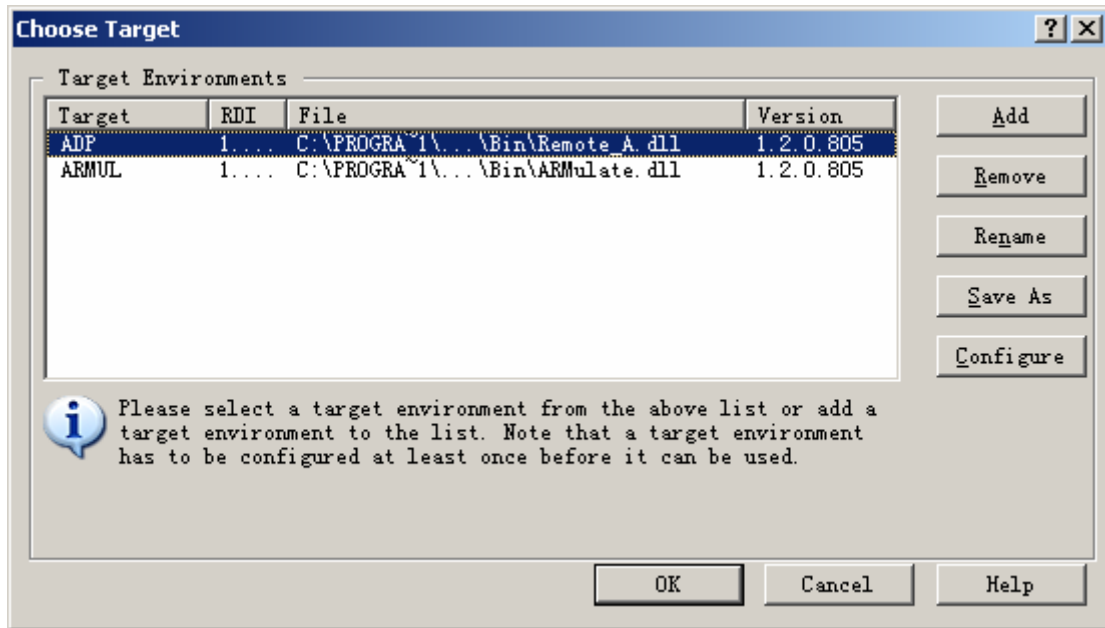 Choose Target
Target Environments
Target RDI File Version
ADP 1.... C:\PROGRA~1\...\Bin\Remote_A.dll 1.2.0.805
ARMUL 1.... C:\PROGRA~1\...\Bin\ARMulate.dll 1.2.0.805
Add
Remove
Rename
Save As
Configure
Please select a target environment from the above list or add a
target environment to the list. Note that a target environment
has to be configured at least once before it can be used.
OK Cancel Help